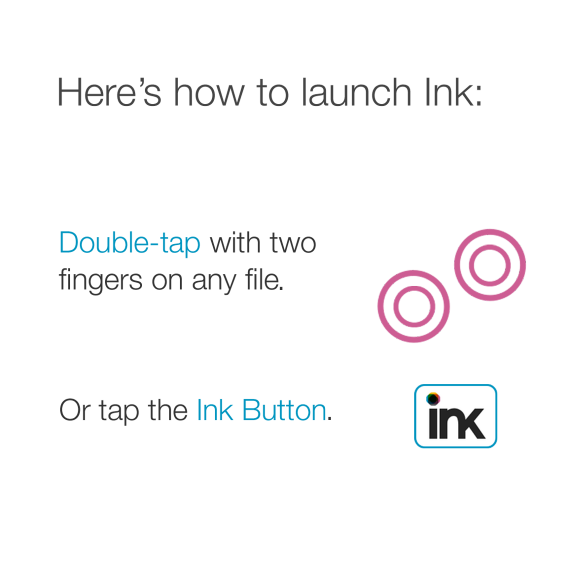 Here’s how to launch Ink:
Double-tap with two
fingers on any file.
Or tap the Ink Button.
ink